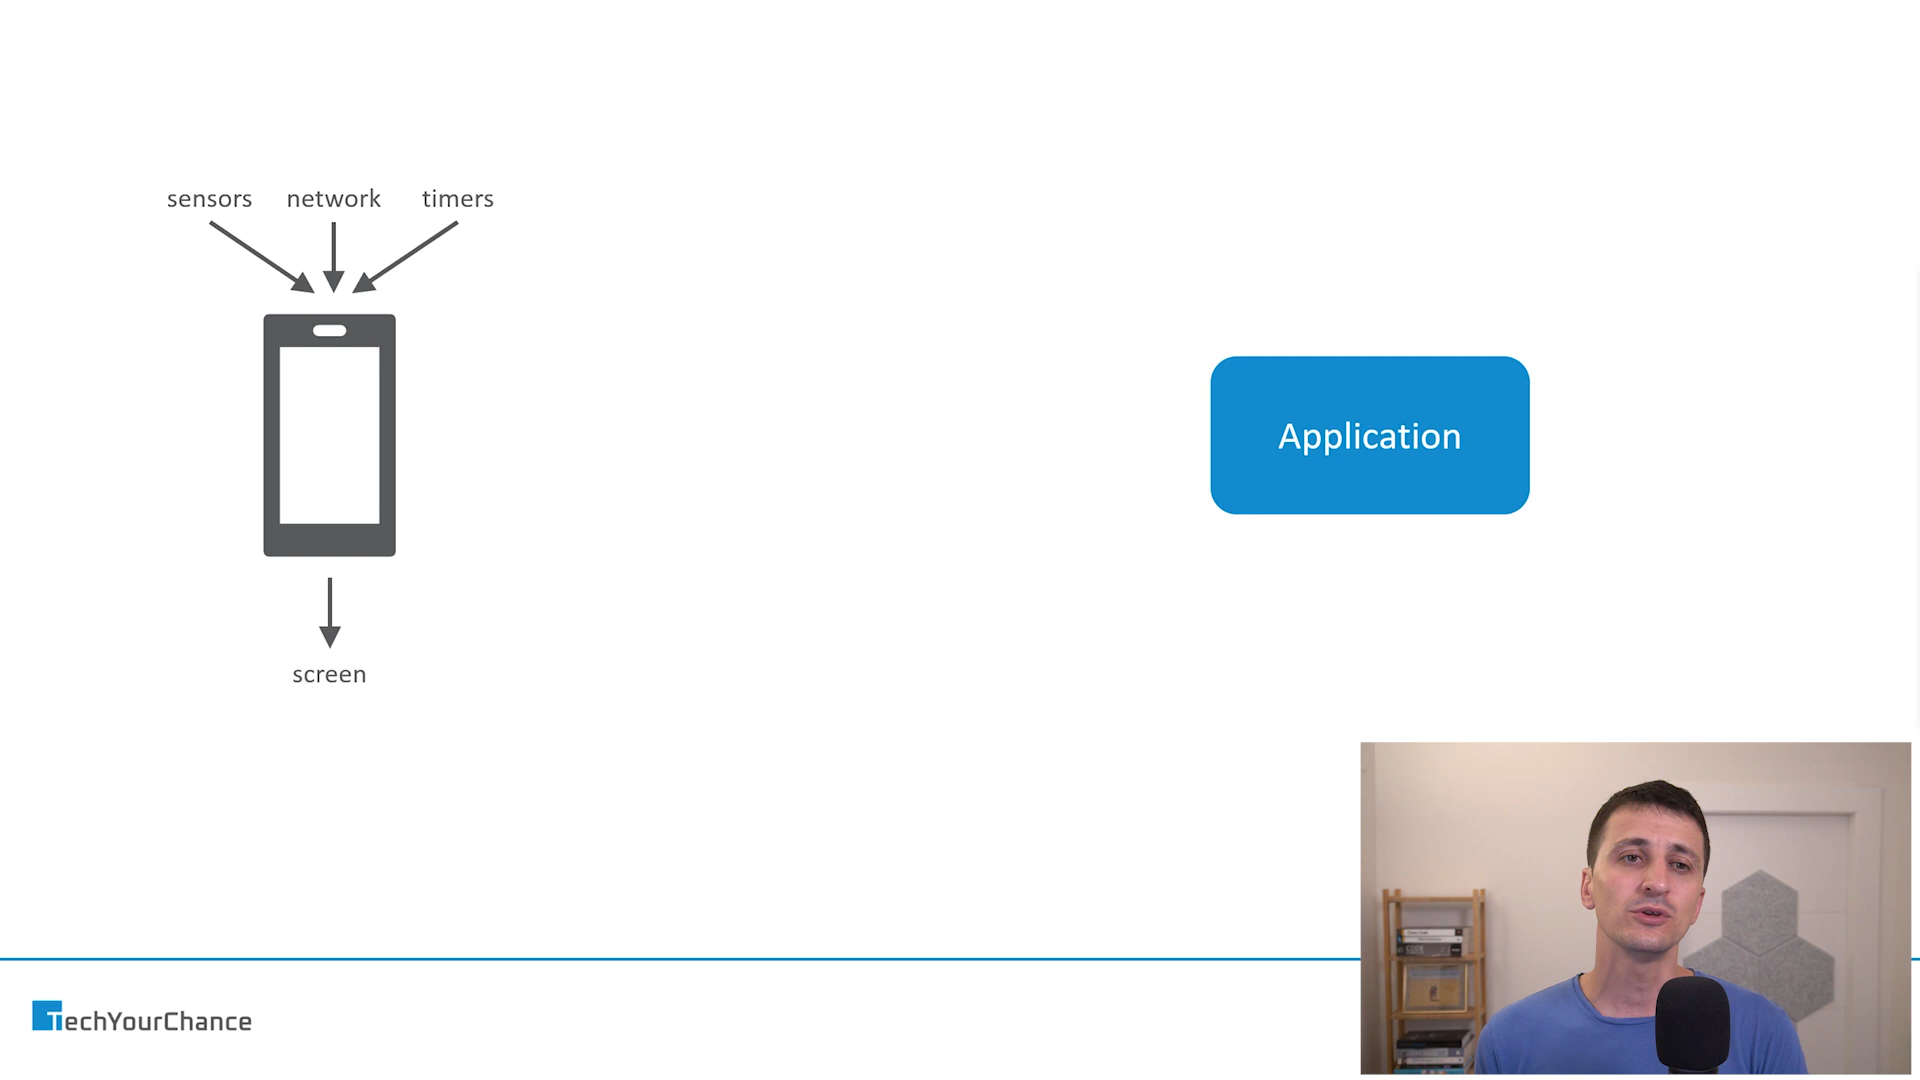 sensors network timers
Application
screen
TechYourChance